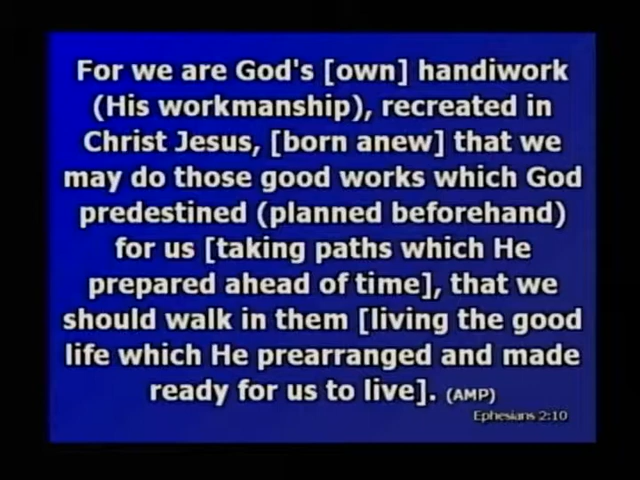 For we are God's [own] handiwork
(His workmanship), recreated in
Christ Jesus, [born anew] that we
may do those good works which God
predestined (planned beforehand)
for us [taking paths which He
prepared ahead of time], that we
should walk in them [living the good
life which He prearranged and made
ready for us to live]. (AMP)
Ephesians 2:10